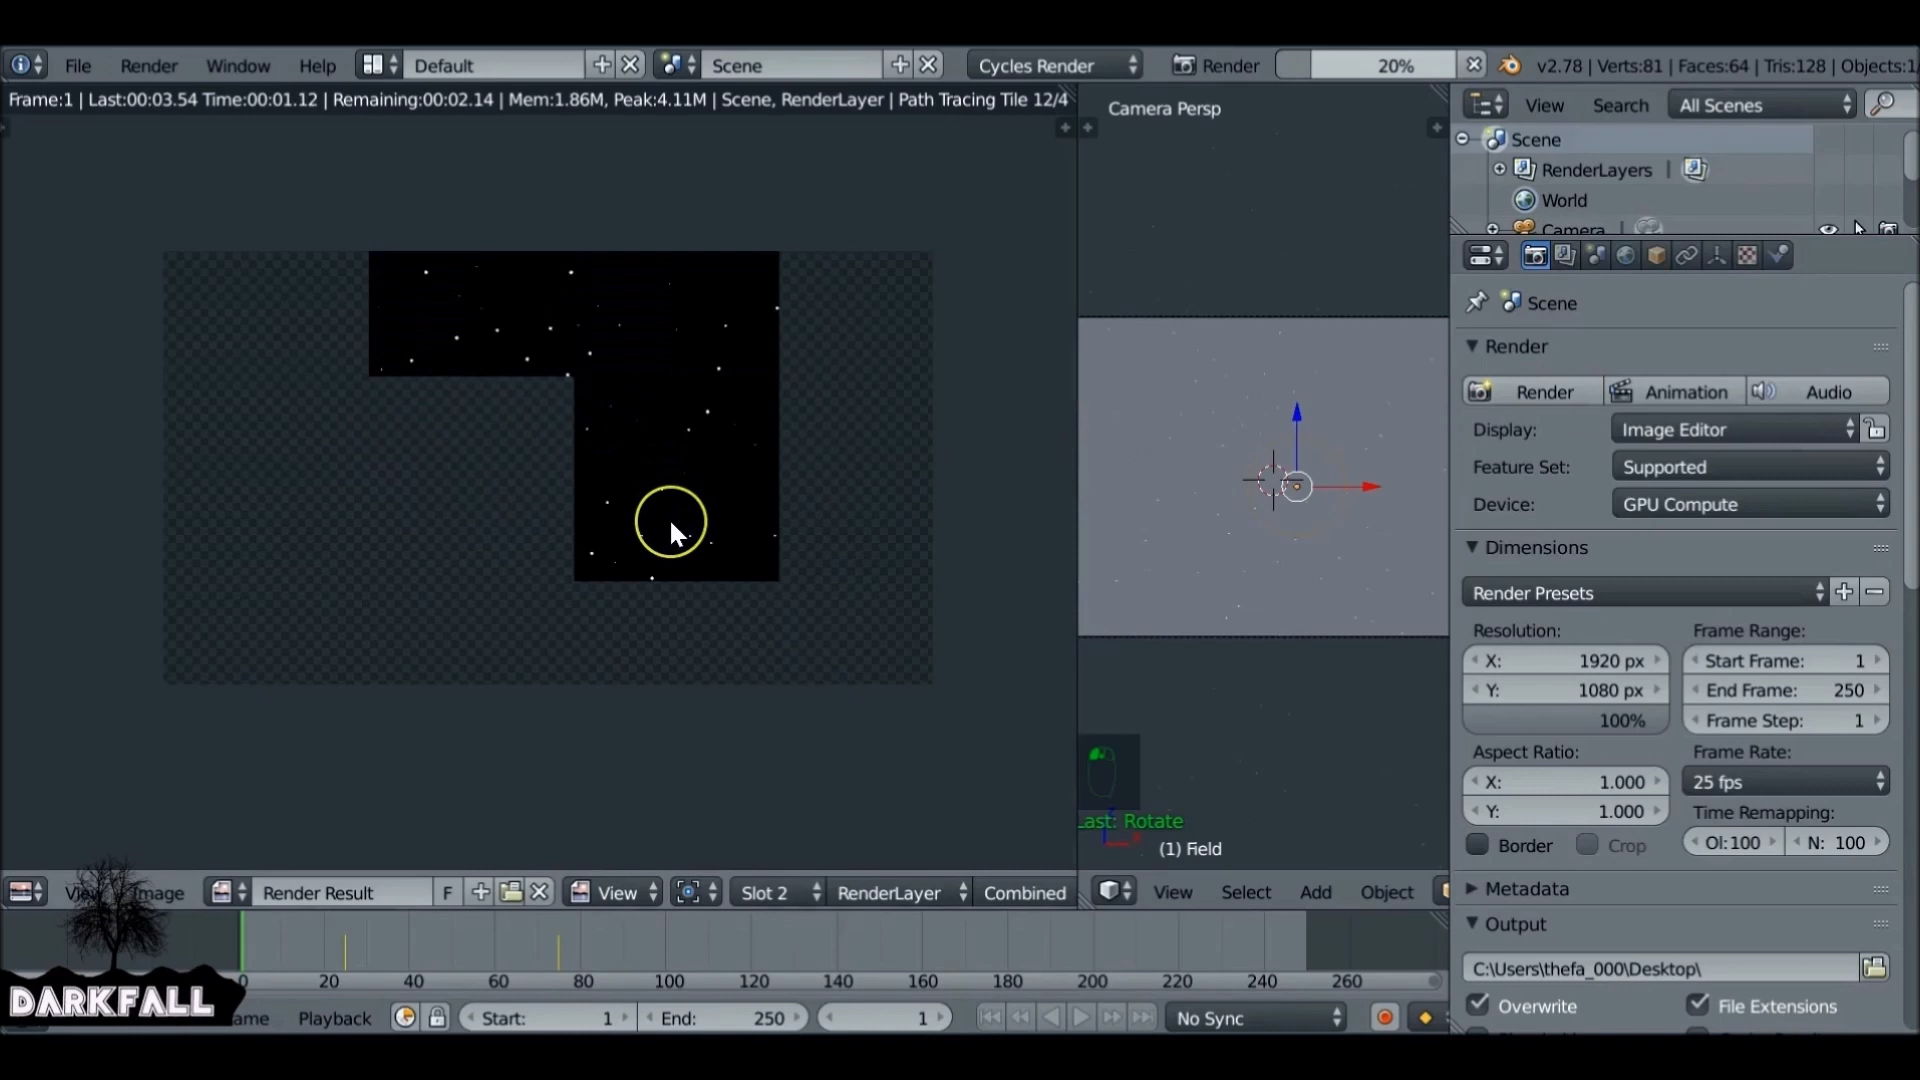 File Render Window Help Default Scene Cycles Render Render 20% v2.78 | Verts:81 | Faces:64 | Tris:128 | Objects:1/
Frame:1 | Last:00:03.54 Time:00:01.12 | Remaining:00:02.14 | Mem:1.86M, Peak:4.11M | Scene, RenderLayer | Path Tracing Tile 12/4
Camera Persp
View Search All Scenes
Scene
RenderLayers
World
Camera
Scene
Render
Render Animation Audio
Display: Image Editor
Feature Set: Supported
Device: GPU Compute
Dimensions
Render Presets
Resolution: Frame Range:
X: 1920 px Start Frame: 1
Y: 1080 px End Frame: 250
100% Frame Step: 1
Aspect Ratio: Frame Rate:
X: 1.000 25 fps
Y: 1.000 Time Remapping:
Border Crop Ol:100 N: 100
Last: Rotate
(1) Field
Metadata
Output
C:\Users\thefa_000\Desktop\
Overwrite File Extensions
Image Render Result F View Slot 2 RenderLayer Combined
View Select Add Object
0 20 40 60 80 100 120 140 160 180 200 220 240 260
DARKFALL
ame Playback Start: 1 End: 250 1 No Sync